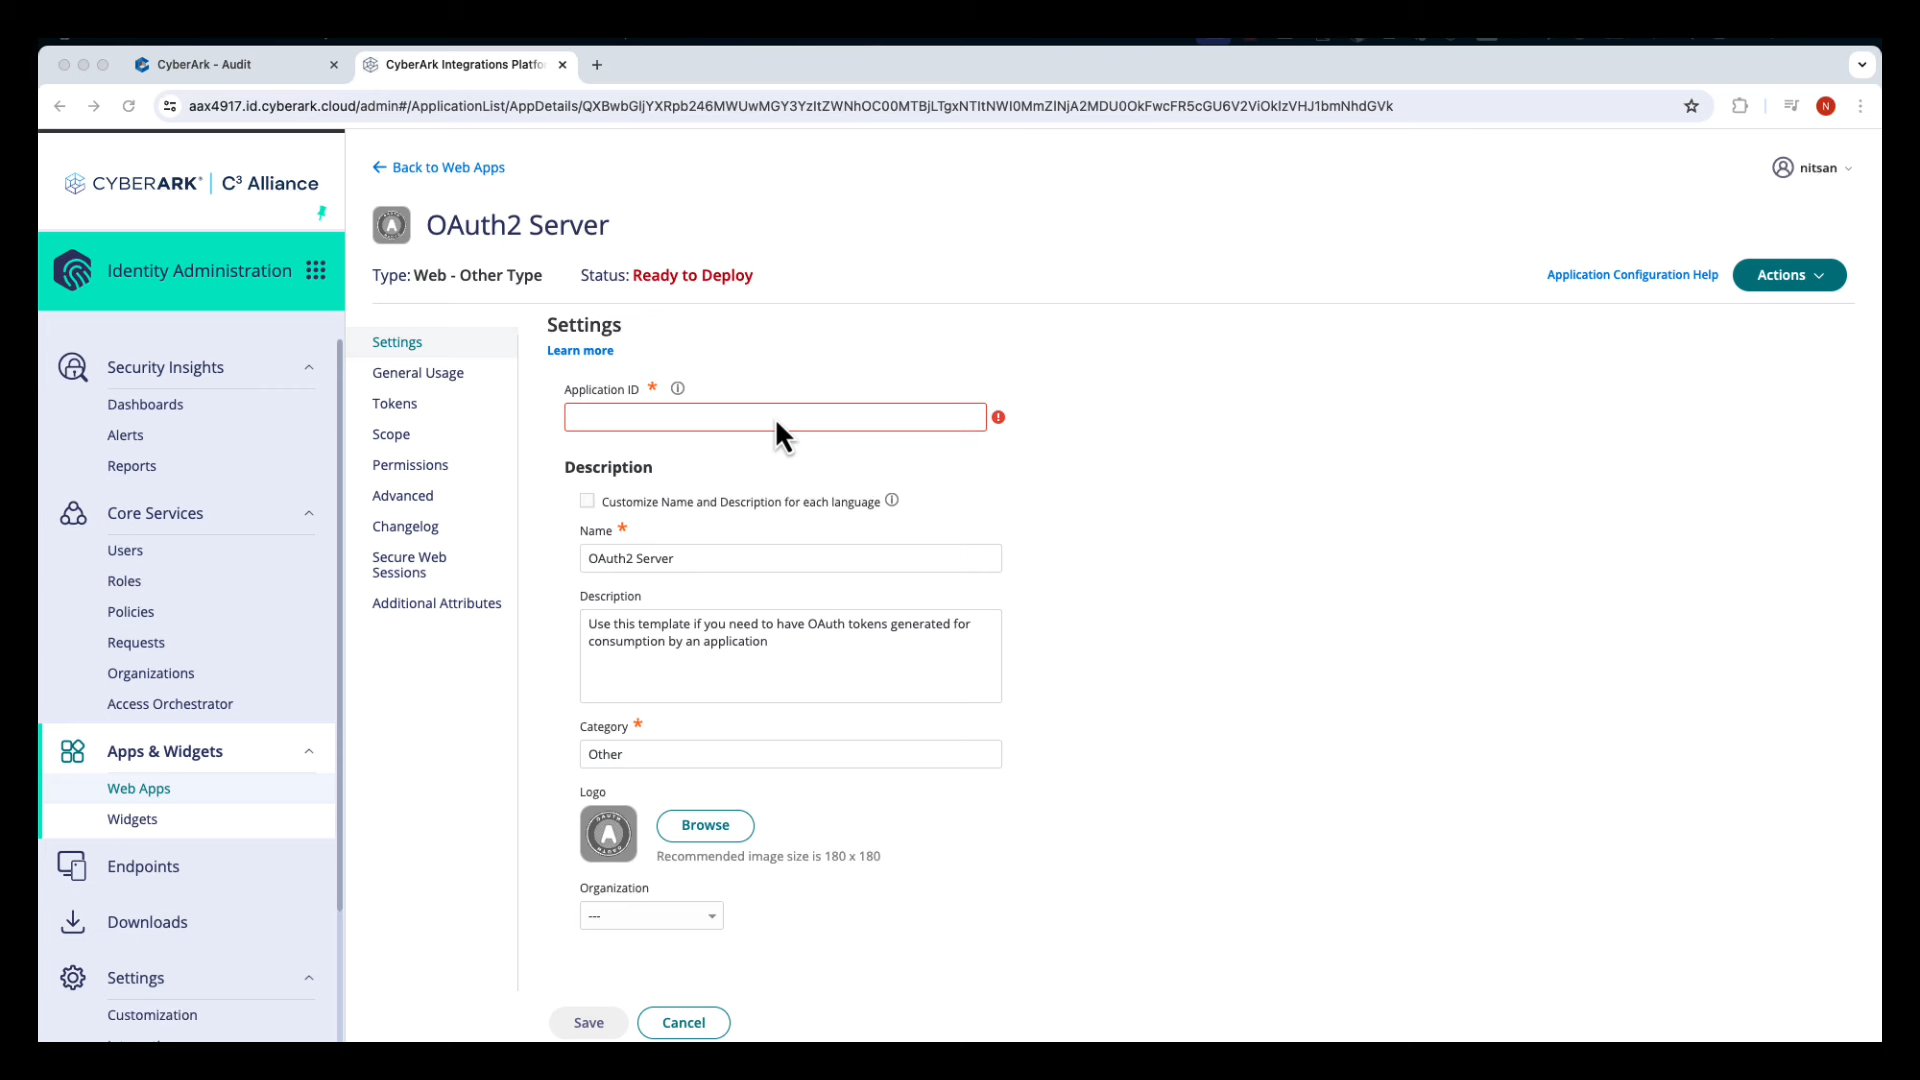 CyberArk - Audit
CyberArk Integrations Platfo
aax4917.id.cyberark.cloud/admin#/ApplicationList/AppDetails/QXBwbGljYXRpb246MWUwMGY3YzItZWNhOC00MTBjLTgxNTItNWI0MmZlNjA2MDU0OkFwcFR5cGU6V2ViOklzVHJ1bmNhdGVk
N
CYBERARK® | C³ Alliance
Identity Administration
Security Insights
Dashboards
Alerts
Reports
Core Services
Users
Roles
Policies
Requests
Organizations
Access Orchestrator
Apps & Widgets
Web Apps
Widgets
Endpoints
Downloads
Settings
Customization
Back to Web Apps
nitsan
OAuth2 Server
Type: Web - Other Type
Status: Ready to Deploy
Application Configuration Help
Actions
Settings
General Usage
Tokens
Scope
Permissions
Advanced
Changelog
Secure Web
Sessions
Additional Attributes
Settings
Learn more
Application ID *
Description
Customize Name and Description for each language
Name *
OAuth2 Server
Description
Use this template if you need to have OAuth tokens generated for
consumption by an application
Category *
Other
Logo
Browse
Recommended image size is 180 x 180
Organization
---
Save
Cancel